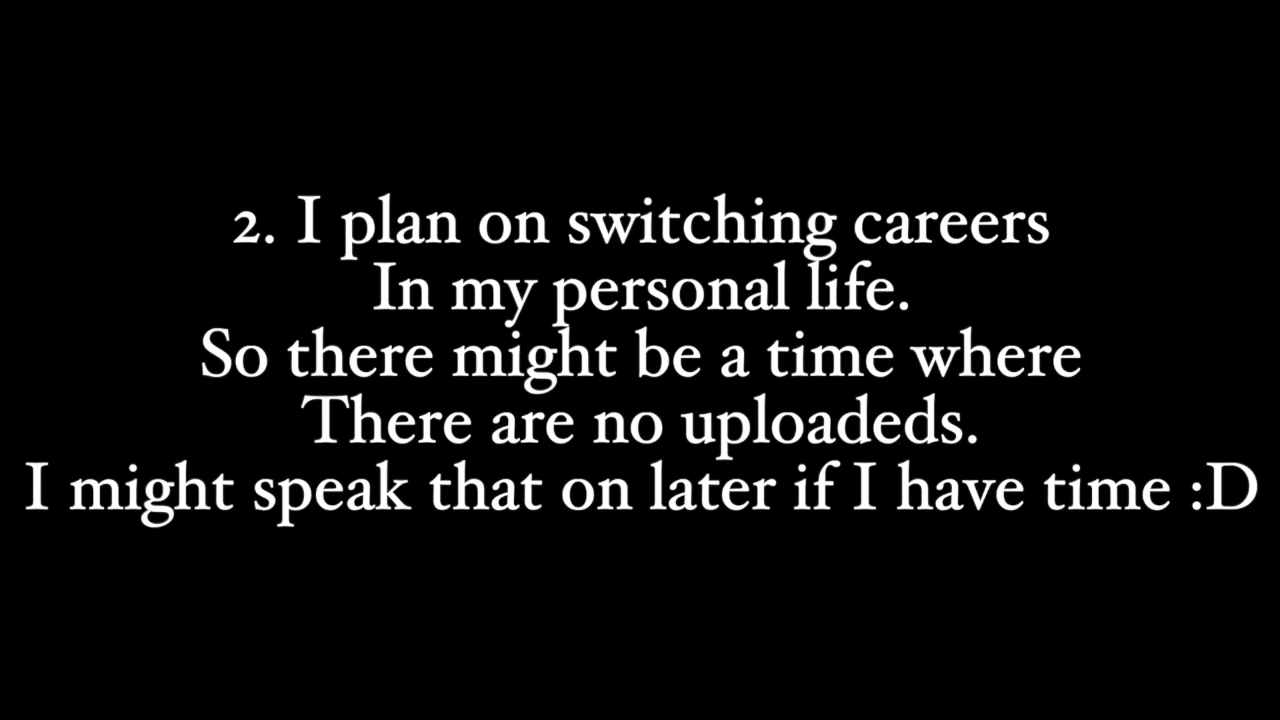 2. I plan on switching careers
In my personal life.
So there might be a time where
There are no uploadeds.
I might speak that on later if I have time :D